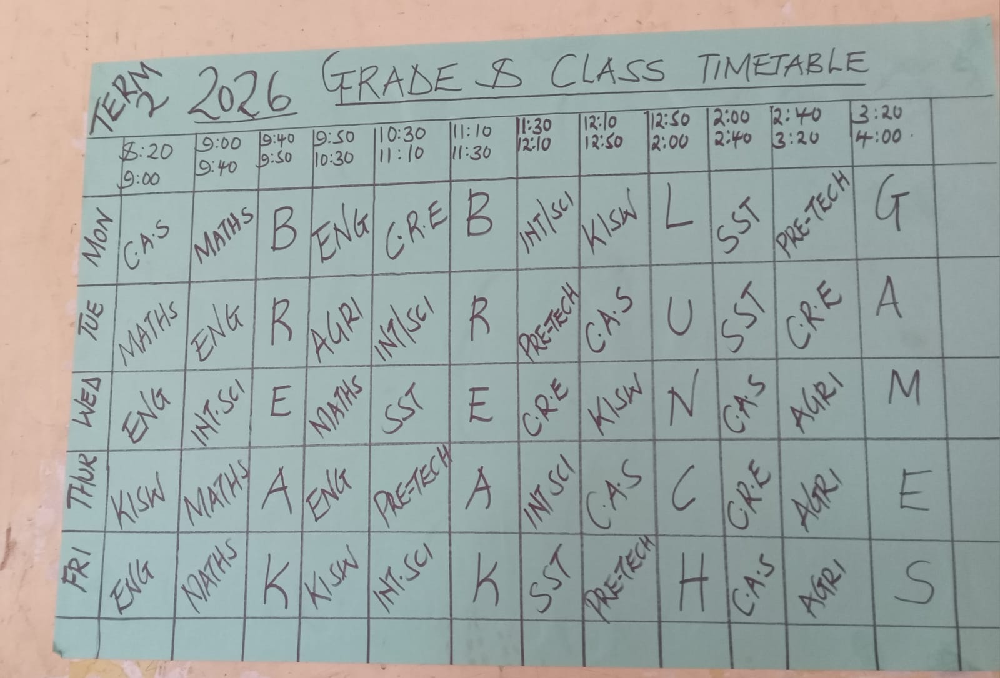 TERM 2 2026 GRADE 8 CLASS TIMETABLE
8:20 9:00 | 9:00 9:40 | 9:40 9:50 | 9:50 10:30 | 10:30 11:10 | 11:10 11:30 | 11:30 12:10 | 12:10 12:50 | 12:50 2:00 | 2:00 2:40 | 2:40 3:20 | 3:20 4:00
MON | C.A.S | MATHS | B | ENG | C.R.E | B | INT/SCI | KISW | L | SST | PRE-TECH | G
TUE | MATHS | ENG | R | AGRI | INT/SCI | R | PRE-TECH | C.A.S | U | SST | C.R.E | A
WED | ENG | INT.SCI | E | MATHS | SST | E | C.R.E | KISW | N | C.A.S | AGRI | M
THUR | KISW | MATHS | A | ENG | PRE-TECH | A | INT.SCI | C.A.S | C | C.R.E | AGRI | E
FRI | ENG | MATHS | K | KISW | INT.SCI | K | SST | PRE-TECH | H | C.A.S | AGRI | S